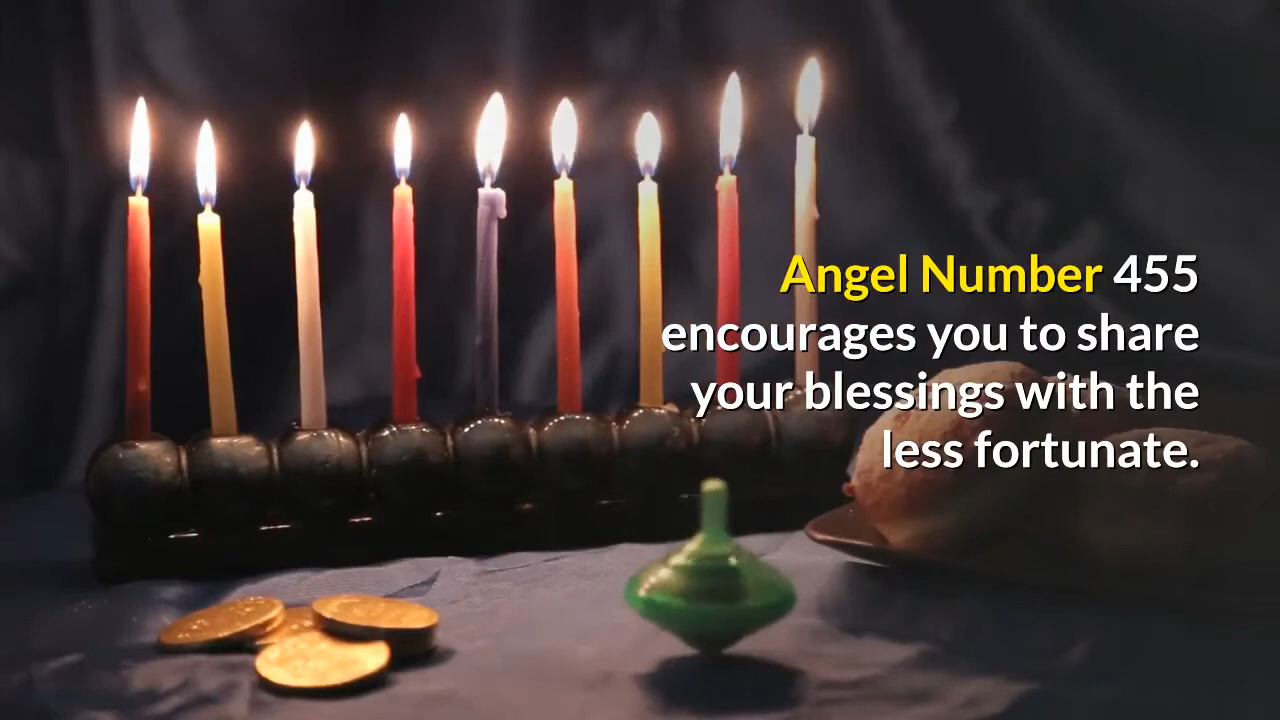 Angel Number 455
encourages you to share
your blessings with the
less fortunate.